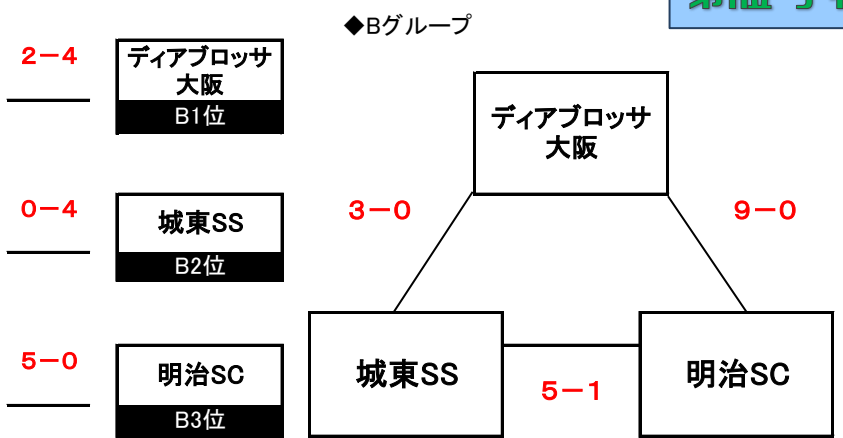 ◆Bグループ
2－4
ディアブロッサ
大阪
B1位
0－4
城東SS
B2位
5－0
明治SC
B3位
ディアブロッサ
大阪
3－0
9－0
城東SS
5－1
明治SC